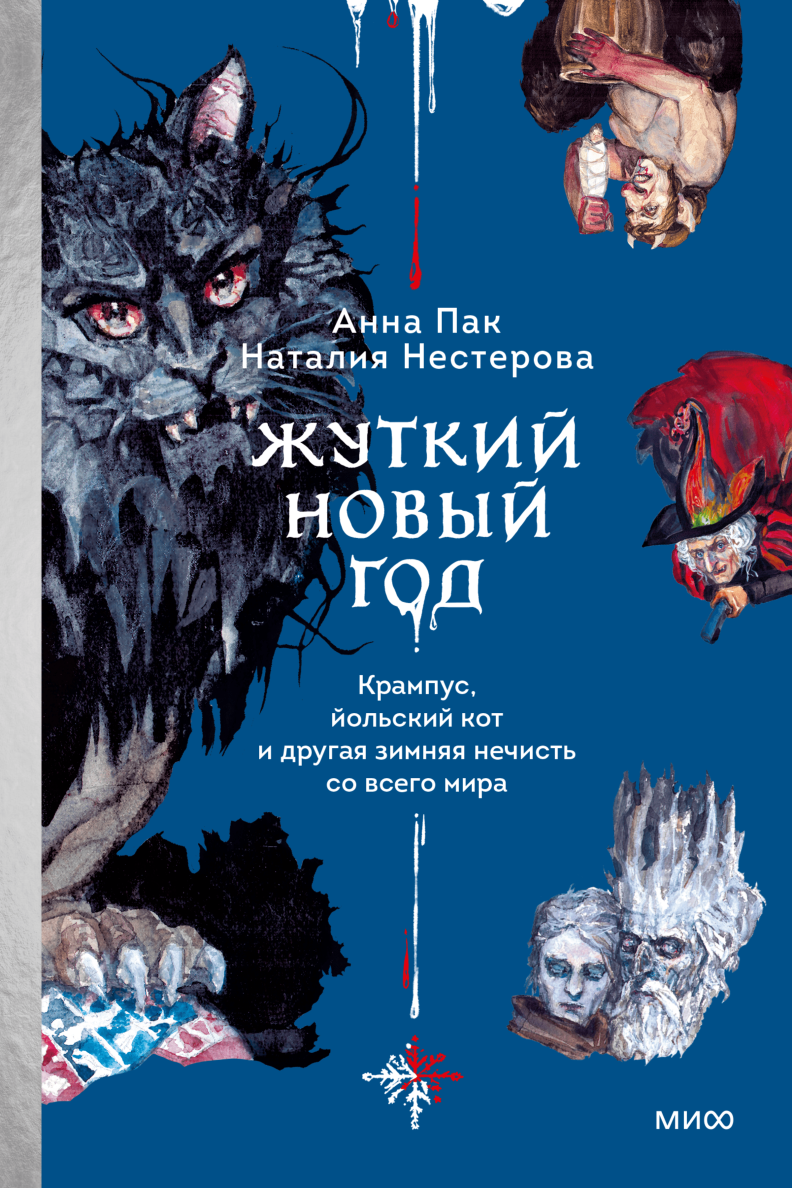 Анна Пак
Наталия Нестерова
ЖУТКИЙ
НОВЫЙ
ГОД
Крампус,
йольский кот
и другая зимняя нечисть
со всего мира
МИФ